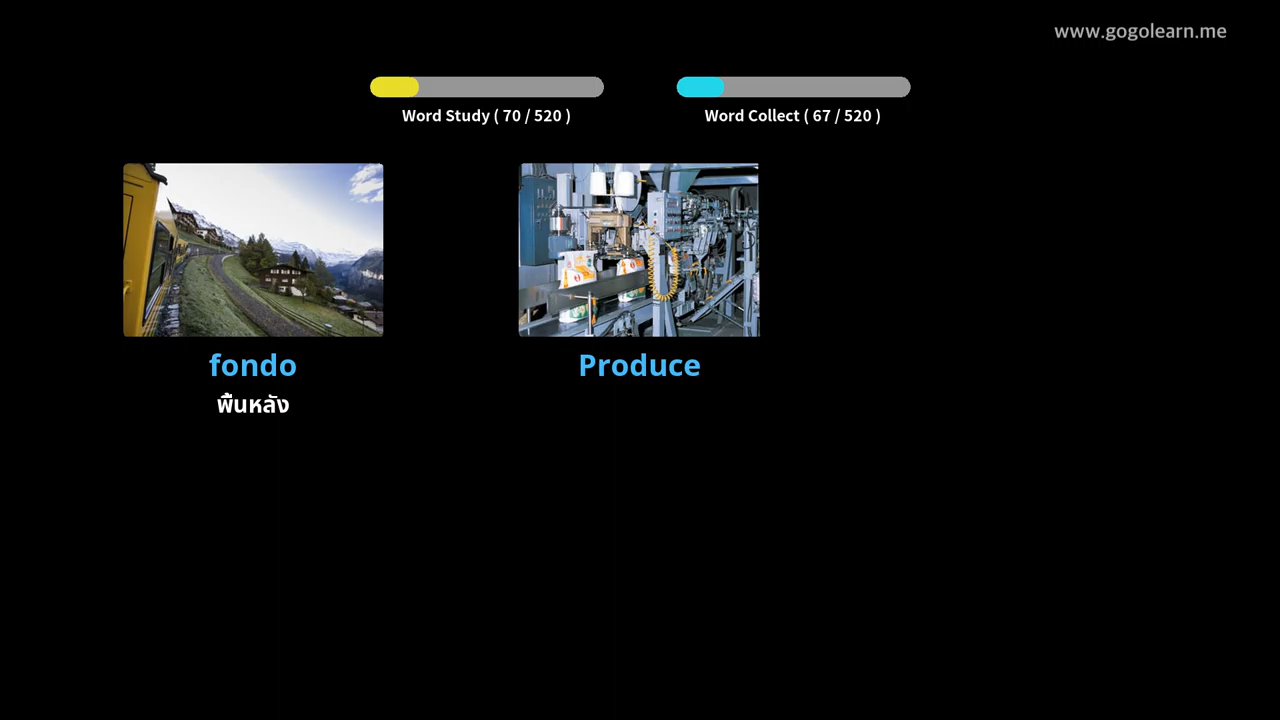 www.gogolearn.me
Word Study ( 70 / 520 )
Word Collect ( 67 / 520 )
fondo
พื้นหลัง
Produce